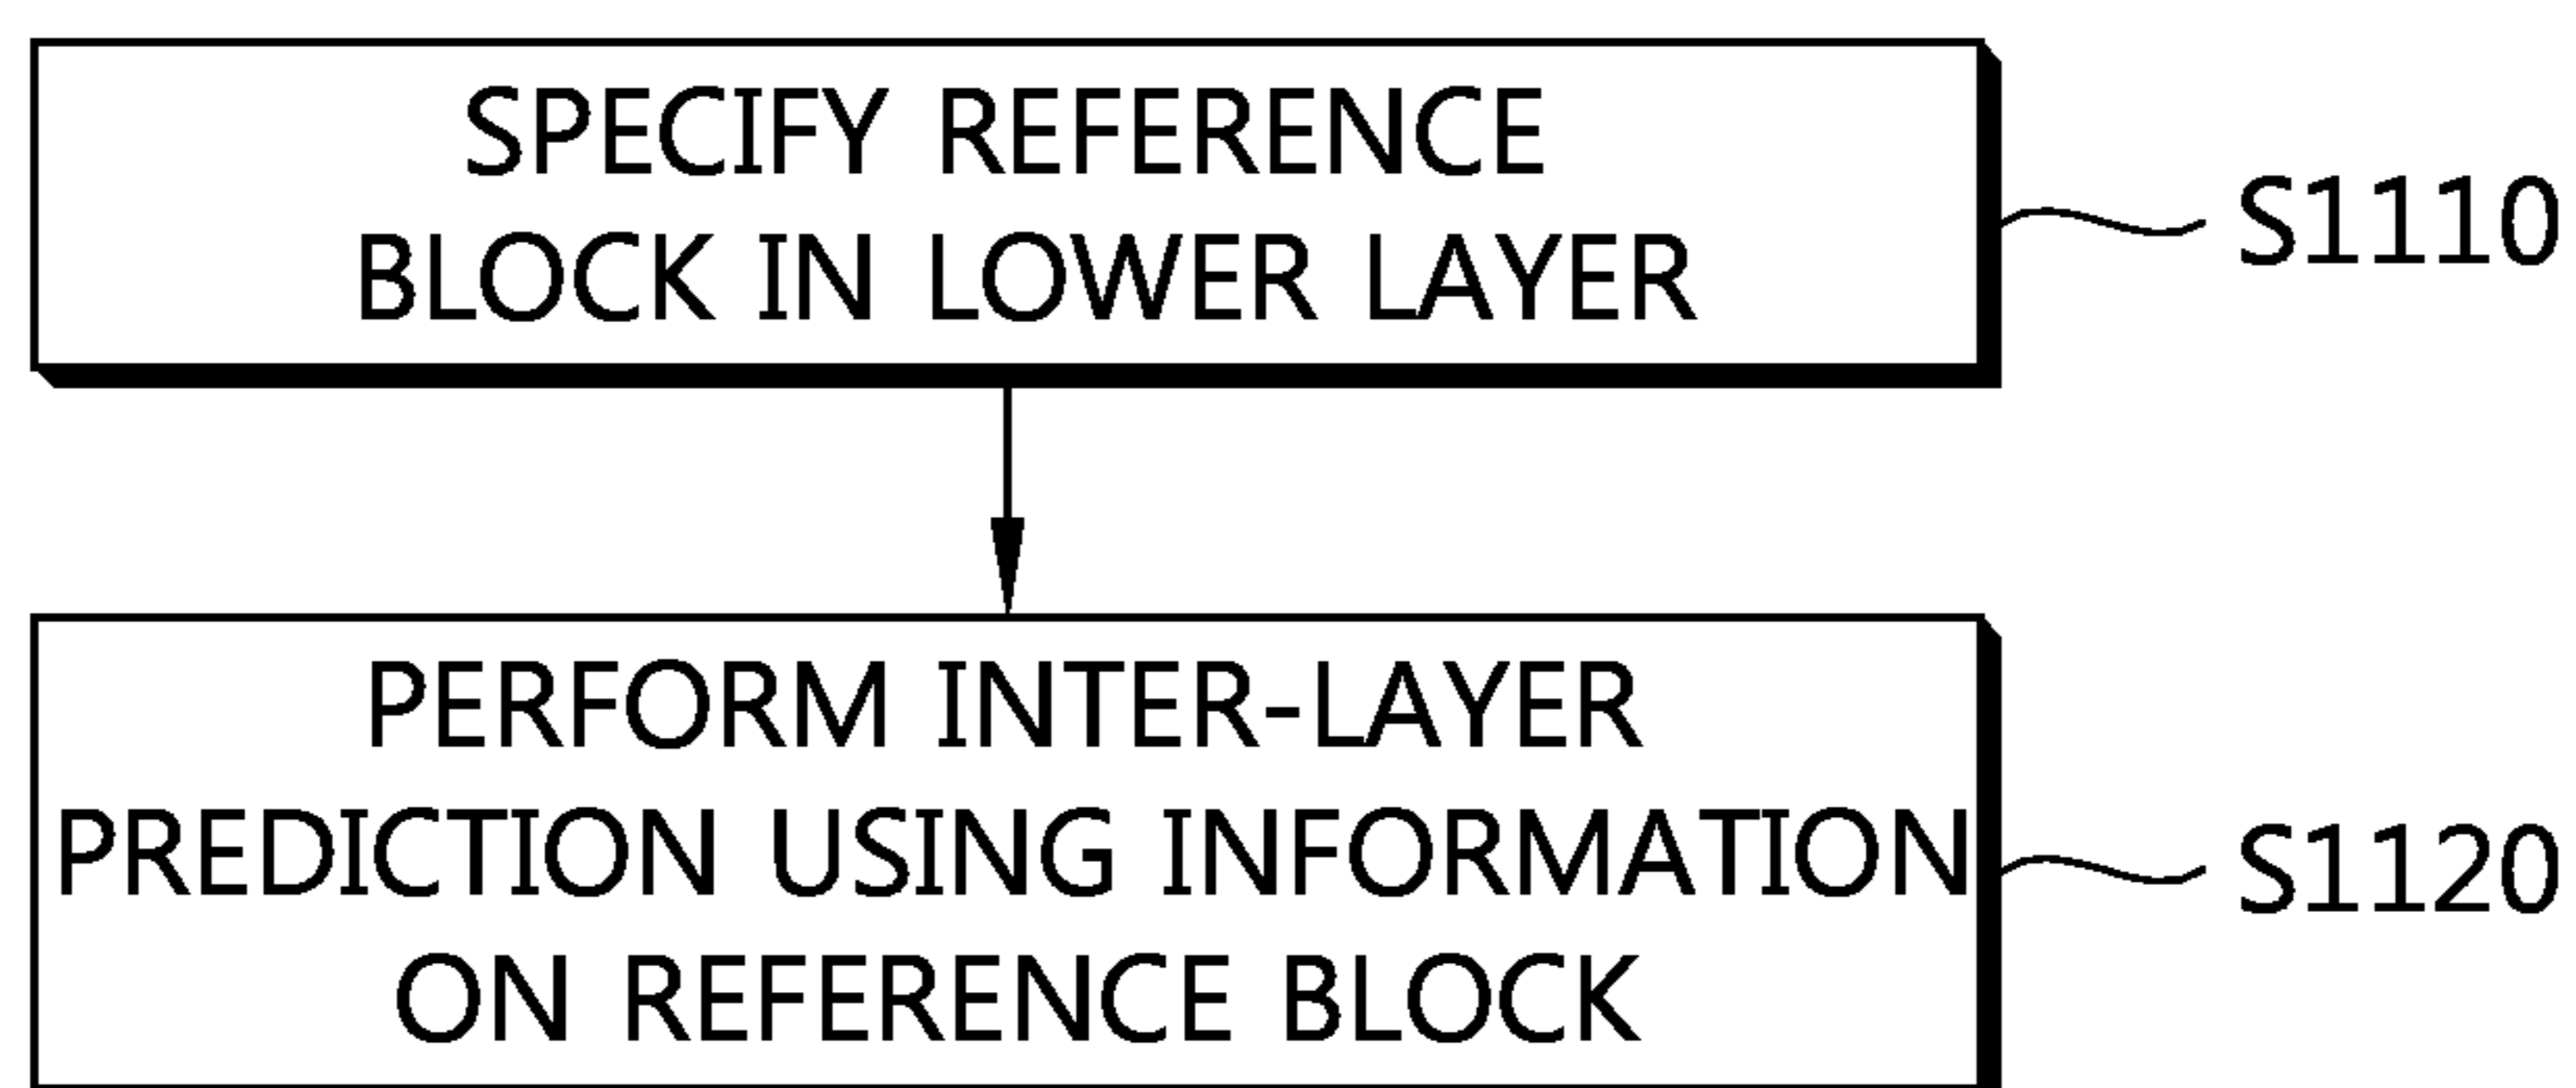 SPECIFY REFERENCE
BLOCK IN LOWER LAYER
S1110
PERFORM INTER-LAYER
PREDICTION USING INFORMATION
ON REFERENCE BLOCK
S1120